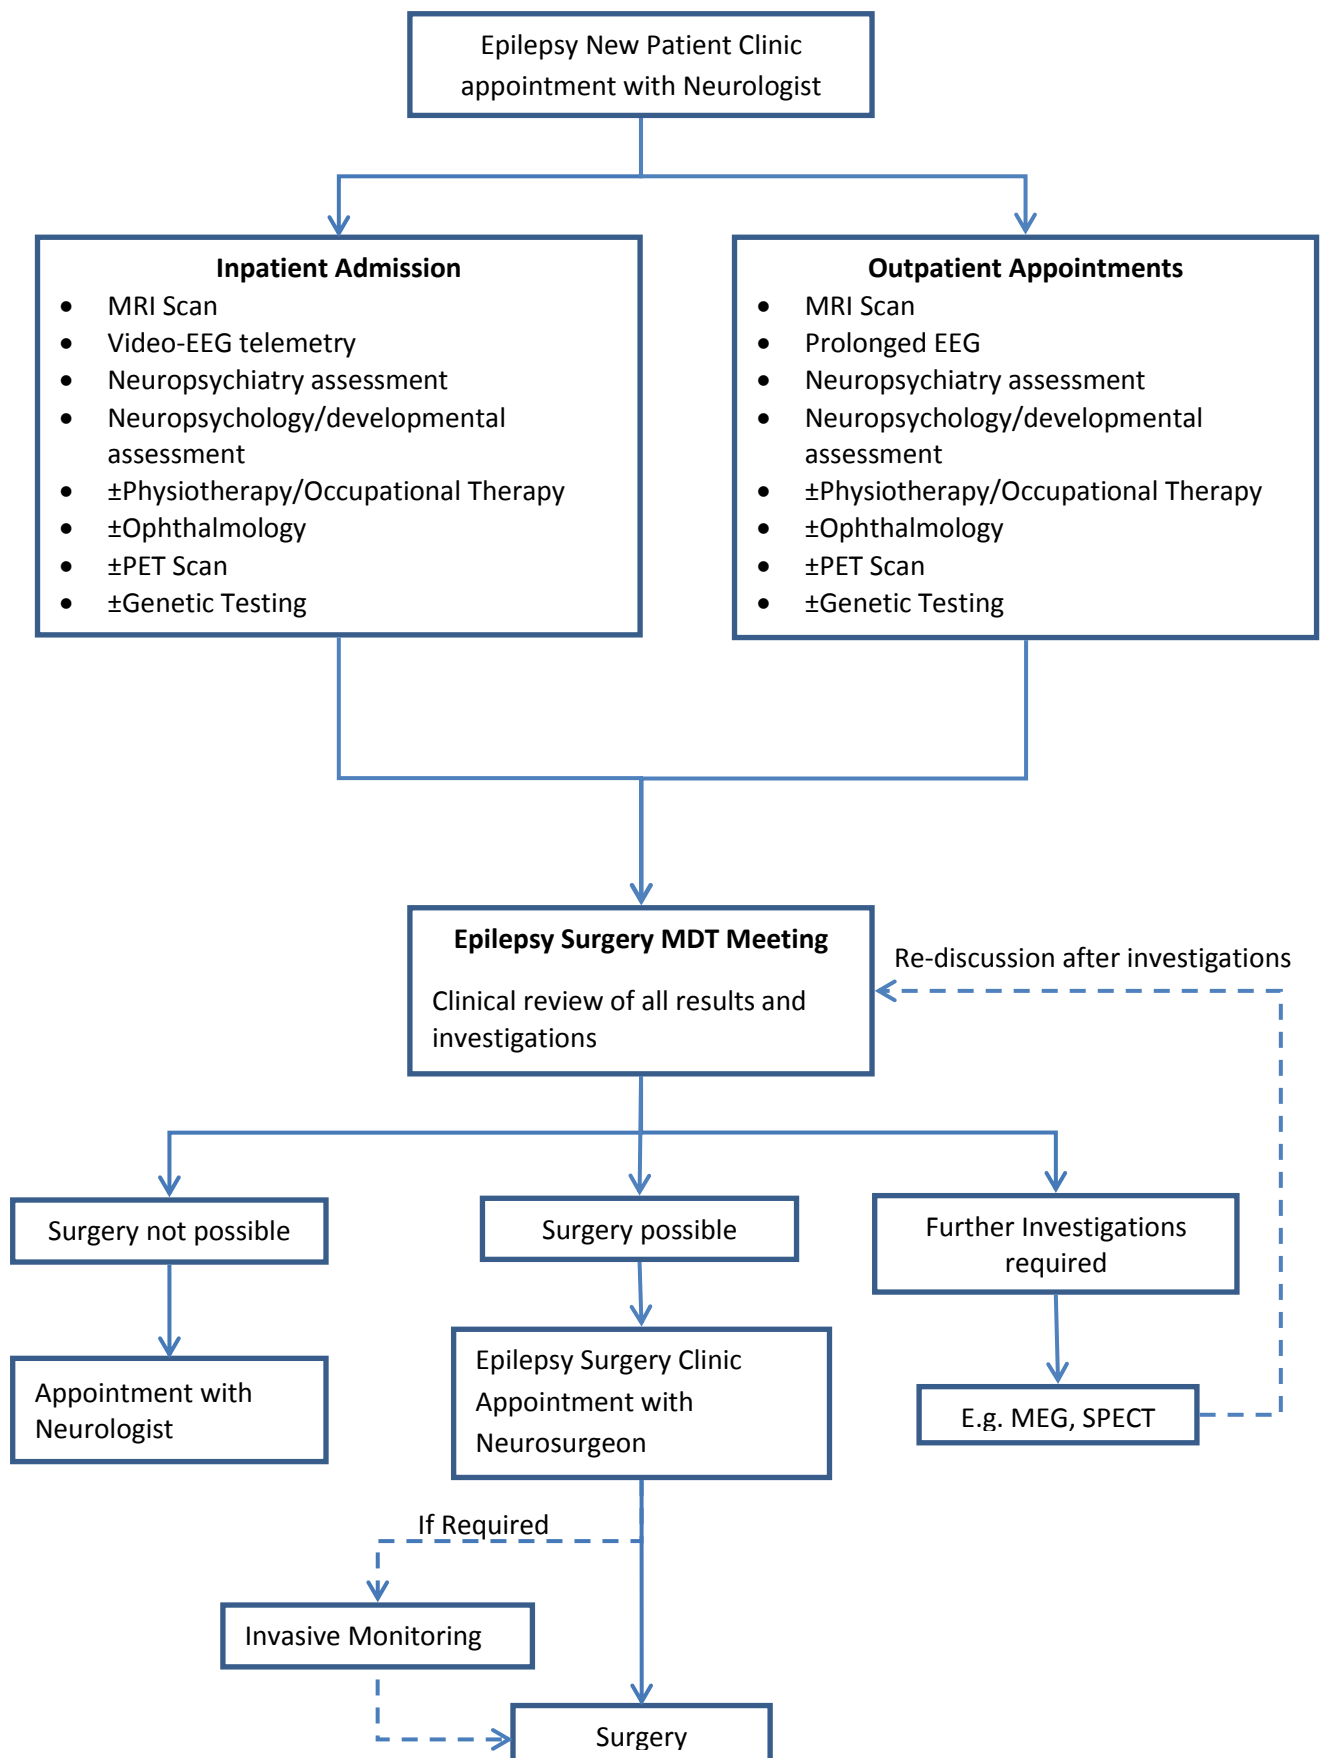 Epilepsy New Patient Clinic
appointment with Neurologist
Inpatient Admission
• MRI Scan
• Video-EEG telemetry
• Neuropsychiatry assessment
• Neuropsychology/developmental
assessment
• ±Physiotherapy/Occupational Therapy
• ±Ophthalmology
• ±PET Scan
• ±Genetic Testing
Outpatient Appointments
• MRI Scan
• Prolonged EEG
• Neuropsychiatry assessment
• Neuropsychology/developmental
assessment
• ±Physiotherapy/Occupational Therapy
• ±Ophthalmology
• ±PET Scan
• ±Genetic Testing
Epilepsy Surgery MDT Meeting
Clinical review of all results and
investigations
Re-discussion after investigations
Surgery not possible
Surgery possible
Further Investigations
required
Appointment with
Neurologist
Epilepsy Surgery Clinic
Appointment with
Neurosurgeon
E.g. MEG, SPECT
If Required
Invasive Monitoring
Surgery